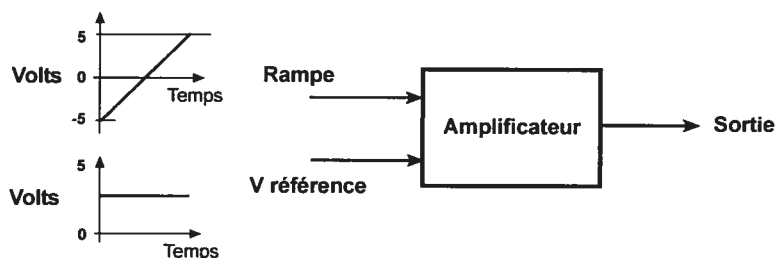 5
Volts 0
Temps
-5
5
Volts
0
Temps
Rampe
V référence
Amplificateur
Sortie